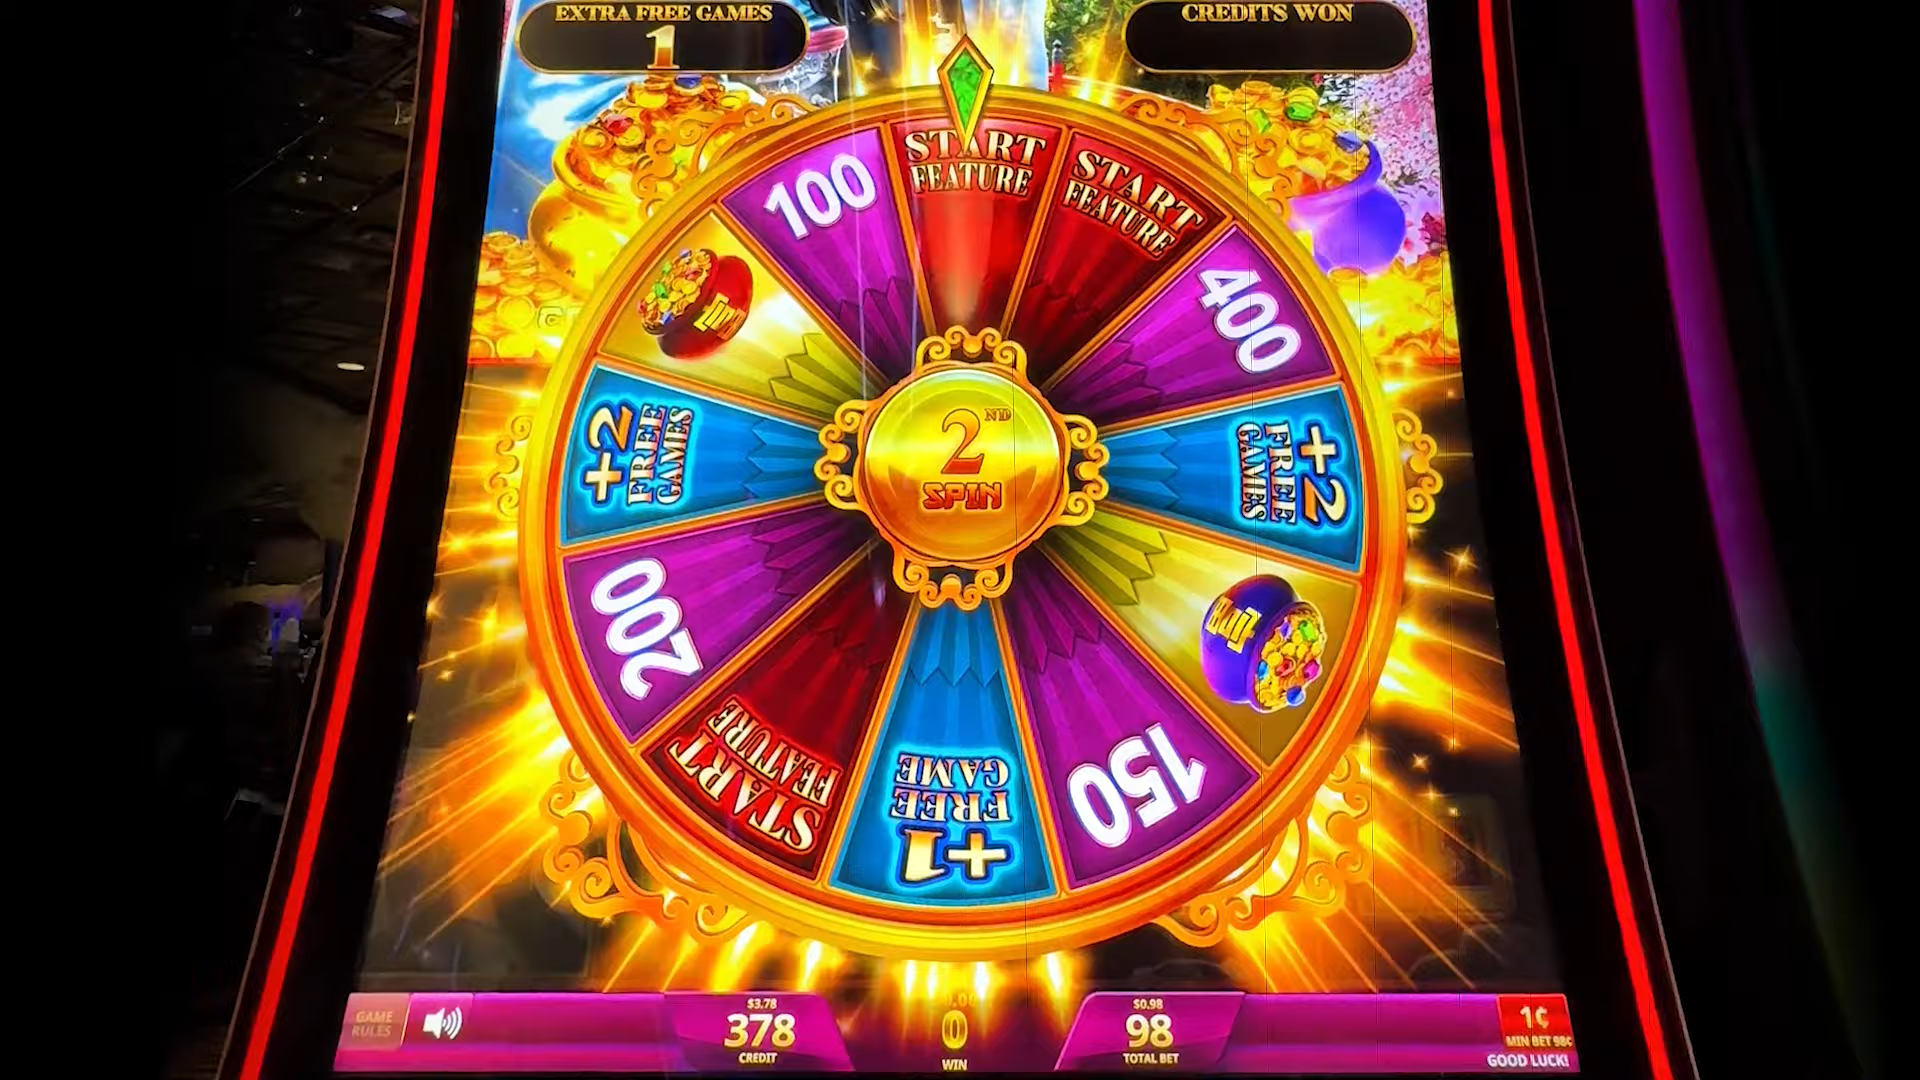 EXTRA FREE GAMES
1
CREDITS WON
START
FEATURE
START
FEATURE
100
400
+2
FREE
GAMES
+2
FREE
GAMES
2ND
SPIN
200
START
FEATURE
+1
FREE
GAME
150
GAME
RULES
$3.78
378
CREDIT
0
WIN
$0.98
98
TOTAL BET
1¢
MIN BET 98¢
GOOD LUCK!